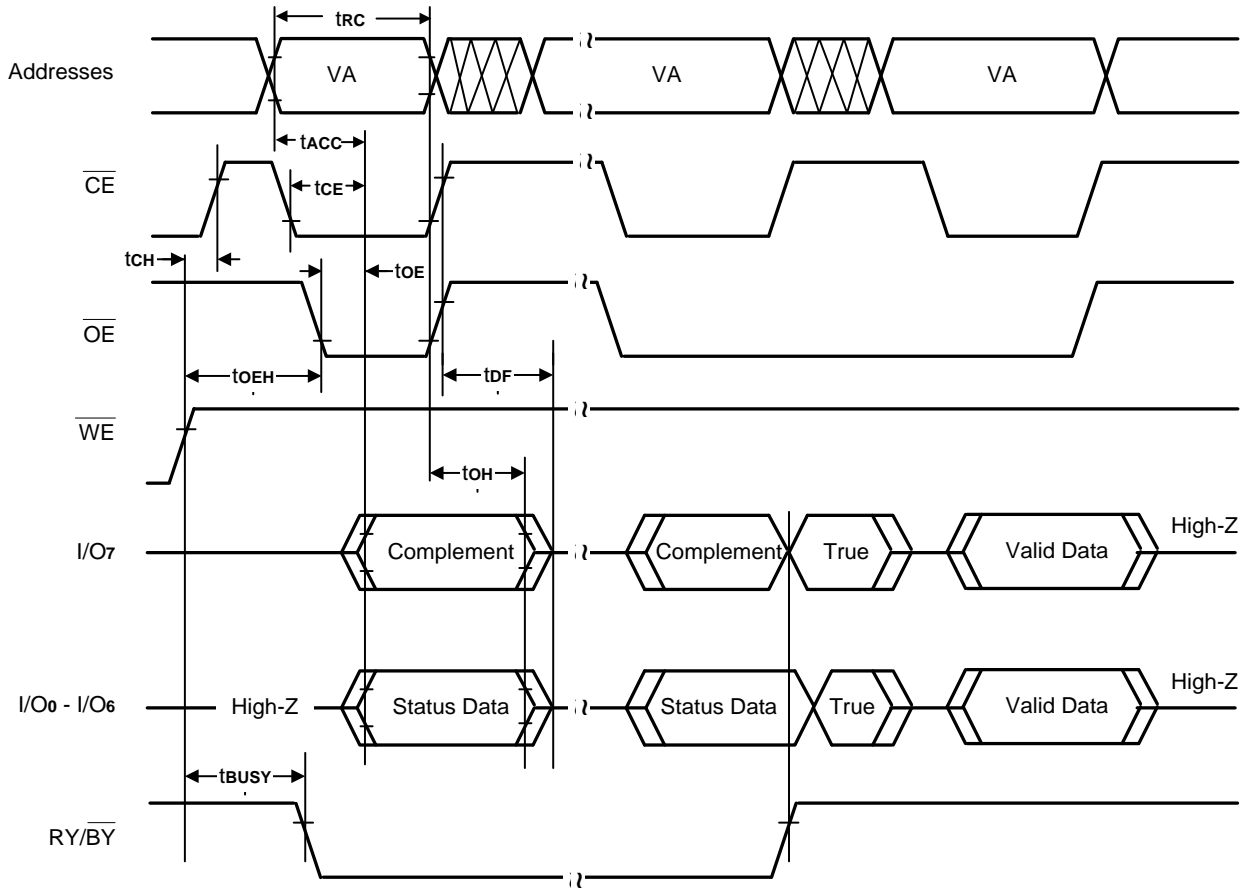 tRC
Addresses VA VA VA
tACC
CE tCE
tCH tOE
OE
tOEH tDF
WE
tOH
I/O7 Complement Complement True Valid Data High-Z
I/O0 - I/O6 High-Z Status Data Status Data True Valid Data High-Z
tBUSY
RY/BY